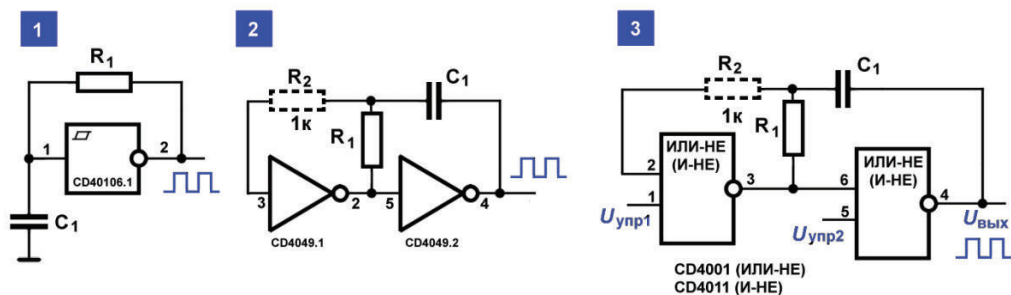 1
R1
1
2
CD40106.1
C1
2
R2
1к
C1
R1
3
2
5
4
CD4049.1
CD4049.2
3
R2
1к
C1
R1
ИЛИ-НЕ
(И-НЕ)
2
1
3
Uупр1
ИЛИ-НЕ
(И-НЕ)
6
5
4
Uупр2
Uвых
CD4001 (ИЛИ-НЕ)
CD4011 (И-НЕ)